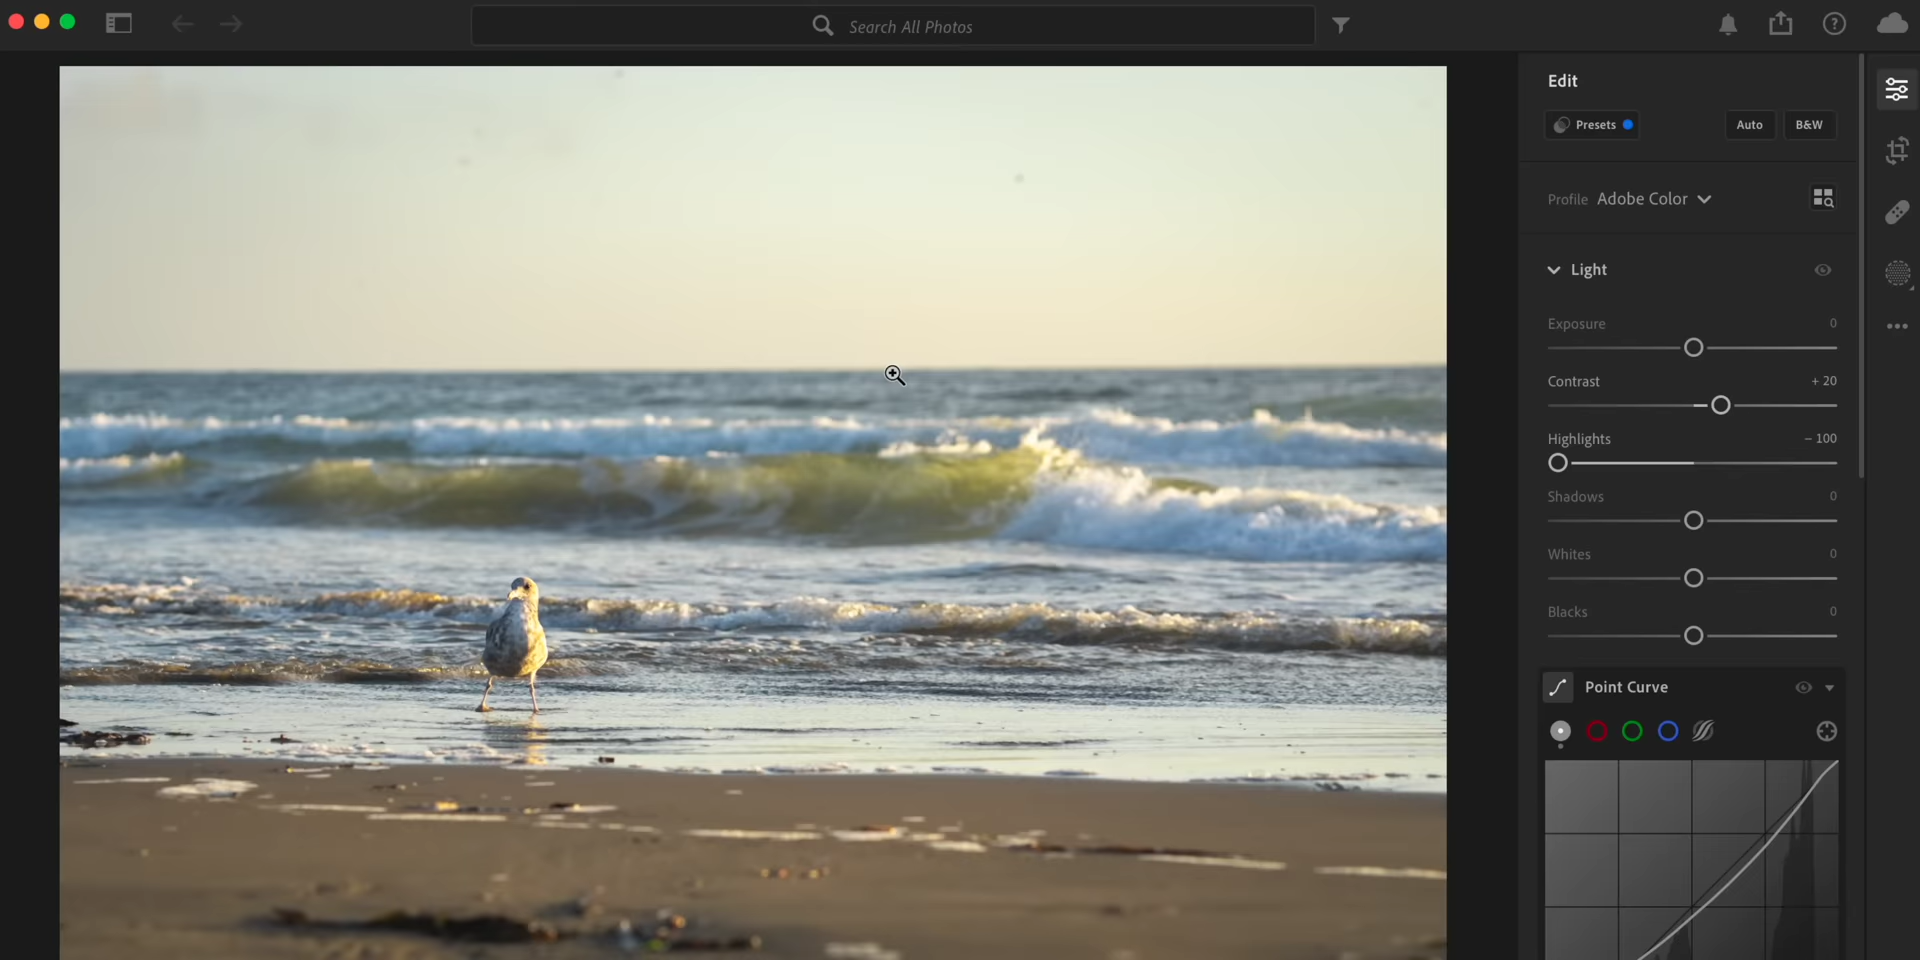 Search All Photos
Edit
Presets
Auto
B&W
Profile Adobe Color
Light
Exposure 0
Contrast + 20
Highlights – 100
Shadows 0
Whites 0
Blacks 0
Point Curve